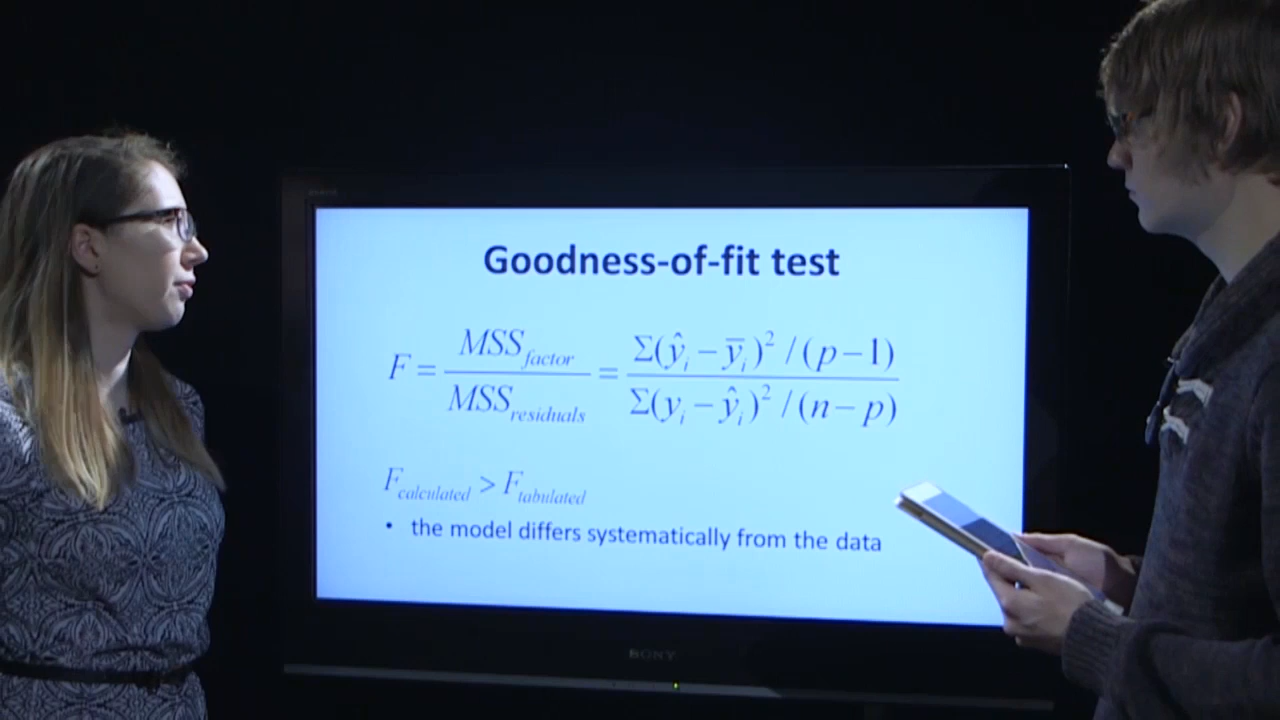 Goodness-of-fit test
F = MSS_factor / MSS_residuals = Σ(ŷ_i − ȳ_i)² / (p−1) / Σ(y_i − ŷ_i)² / (n − p)
F_calculated > F_tabulated
• the model differs systematically from the data
SONY